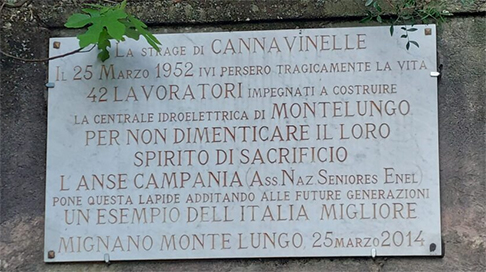 LA STRAGE DI CANNAVINELLE
IL 25 MARZO 1952 IVI PERSERO TRAGICAMENTE LA VITA
42 LAVORATORI IMPEGNATI A COSTRUIRE
LA CENTRALE IDROELETTRICA DI MONTELUNGO
PER NON DIMENTICARE IL LORO
SPIRITO DI SACRIFICIO
L'ANSE CAMPANIA (ASS NAZ SENIORES ENEL)
PONE QUESTA LAPIDE ADDITANDO ALLE FUTURE GENERAZIONI
UN ESEMPIO DELL'ITALIA MIGLIORE
MIGNANO MONTE LUNGO, 25 MARZO 2014